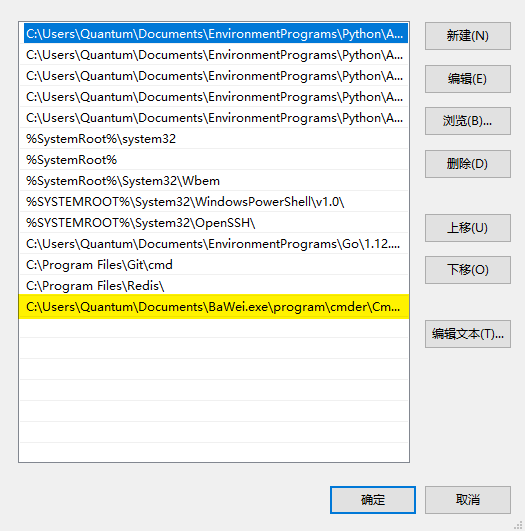 C:\Users\Quantum\Documents\EnvironmentPrograms\Python\A...
C:\Users\Quantum\Documents\EnvironmentPrograms\Python\A...
C:\Users\Quantum\Documents\EnvironmentPrograms\Python\A...
C:\Users\Quantum\Documents\EnvironmentPrograms\Python\A...
C:\Users\Quantum\Documents\EnvironmentPrograms\Python\A...
%SystemRoot%\system32
%SystemRoot%
%SystemRoot%\System32\Wbem
%SYSTEMROOT%\System32\WindowsPowerShell\v1.0\
%SYSTEMROOT%\System32\OpenSSH\
C:\Users\Quantum\Documents\EnvironmentPrograms\Go\1.12....
C:\Program Files\Git\cmd
C:\Program Files\Redis\
C:\Users\Quantum\Documents\BaWei.exe\program\cmder\Cm...
新建(N)
编辑(E)
浏览(B)...
删除(D)
上移(U)
下移(O)
编辑文本(T)...
确定
取消